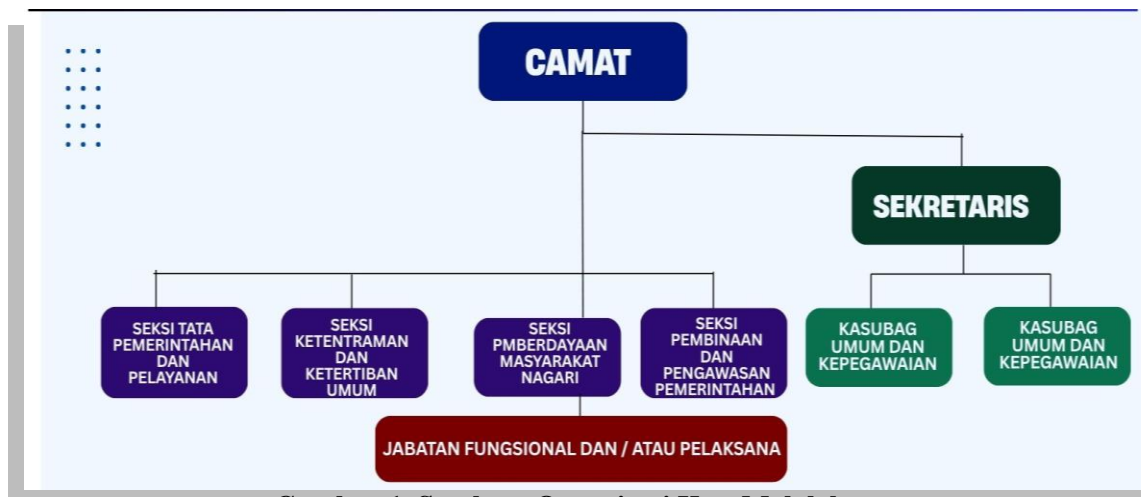 CAMAT
SEKRETARIS
SEKSI TATA
PEMERINTAHAN
DAN
PELAYANAN
SEKSI
KETENTRAMAN
DAN
KETERTIBAN
UMUM
SEKSI
PMBERDAYAAN
MASYARAKAT
NAGARI
SEKSI
PEMBINAAN
DAN
PENGAWASAN
PEMERINTAHAN
KASUBAG
UMUM DAN
KEPEGAWAIAN
KASUBAG
UMUM DAN
KEPEGAWAIAN
JABATAN FUNGSIONAL DAN / ATAU PELAKSANA